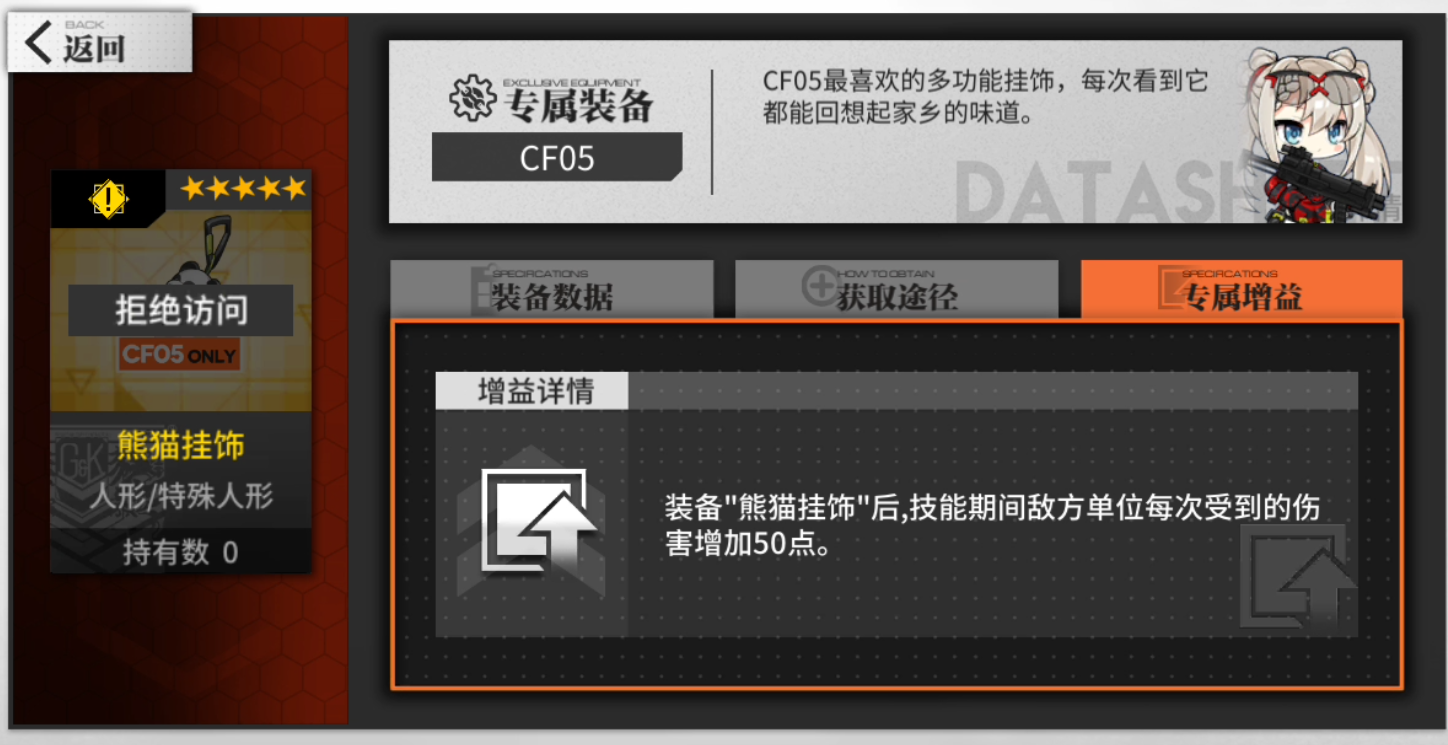 BACK
返回
EXCLUSIVE EQUIPMENT
专属装备
CF05
CF05最喜欢的多功能挂饰，每次看到它
都能回想起家乡的味道。
DATASH
情
拒绝访问
CF05 ONLY
熊猫挂饰
G&K
人形/特殊人形
持有数 0
SPECIFICATIONS
装备数据
HOW TO OBTAIN
获取途径
SPECIFICATIONS
专属增益
增益详情
装备"熊猫挂饰"后,技能期间敌方单位每次受到的伤
害增加50点。